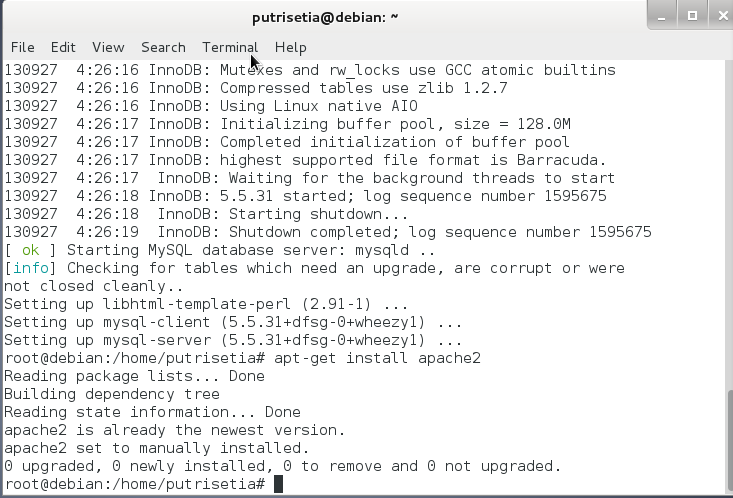 putrisetia@debian: ~
File Edit View Search Terminal Help
130927  4:26:16 InnoDB: Mutexes and rw_locks use GCC atomic builtins
130927  4:26:16 InnoDB: Compressed tables use zlib 1.2.7
130927  4:26:16 InnoDB: Using Linux native AIO
130927  4:26:17 InnoDB: Initializing buffer pool, size = 128.0M
130927  4:26:17 InnoDB: Completed initialization of buffer pool
130927  4:26:17 InnoDB: highest supported file format is Barracuda.
130927  4:26:17  InnoDB: Waiting for the background threads to start
130927  4:26:18 InnoDB: 5.5.31 started; log sequence number 1595675
130927  4:26:18  InnoDB: Starting shutdown...
130927  4:26:19  InnoDB: Shutdown completed; log sequence number 1595675
[ ok ] Starting MySQL database server: mysqld ..
[info] Checking for tables which need an upgrade, are corrupt or were
not closed cleanly..
Setting up libhtml-template-perl (2.91-1) ...
Setting up mysql-client (5.5.31+dfsg-0+wheezy1) ...
Setting up mysql-server (5.5.31+dfsg-0+wheezy1) ...
root@debian:/home/putrisetia# apt-get install apache2
Reading package lists... Done
Building dependency tree
Reading state information... Done
apache2 is already the newest version.
apache2 set to manually installed.
0 upgraded, 0 newly installed, 0 to remove and 0 not upgraded.
root@debian:/home/putrisetia#